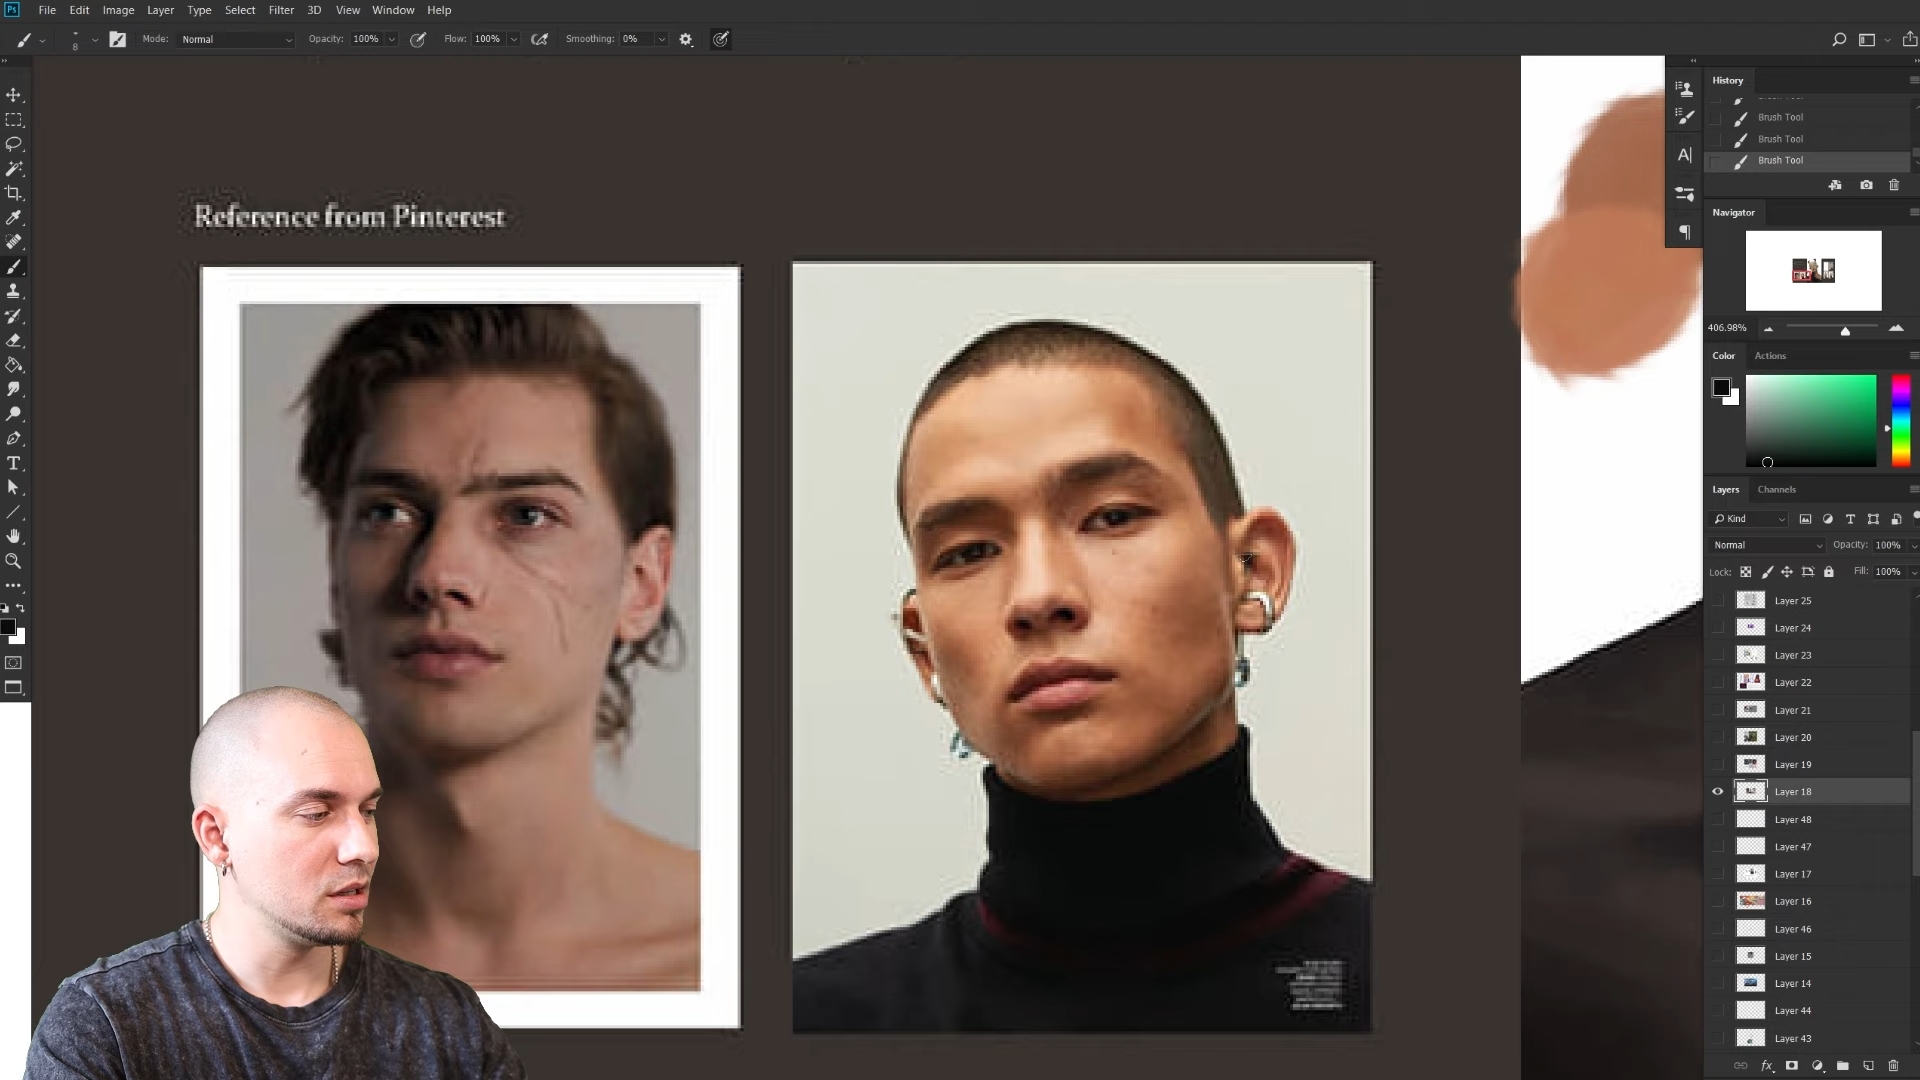 Ps File Edit Image Layer Type Select Filter 3D View Window Help
8 Mode: Normal Opacity: 100% Flow: 100% Smoothing: 0%
Reference from Pinterest
A|
History
Brush Tool
Brush Tool
Brush Tool
Navigator
406.98%
Color Actions
Layers Channels
Kind
Normal Opacity: 100%
Lock: Fill: 100%
Layer 25
Layer 24
Layer 23
Layer 22
Layer 21
Layer 20
Layer 19
Layer 18
Layer 48
Layer 47
Layer 17
Layer 16
Layer 46
Layer 15
Layer 14
Layer 44
Layer 43
fx